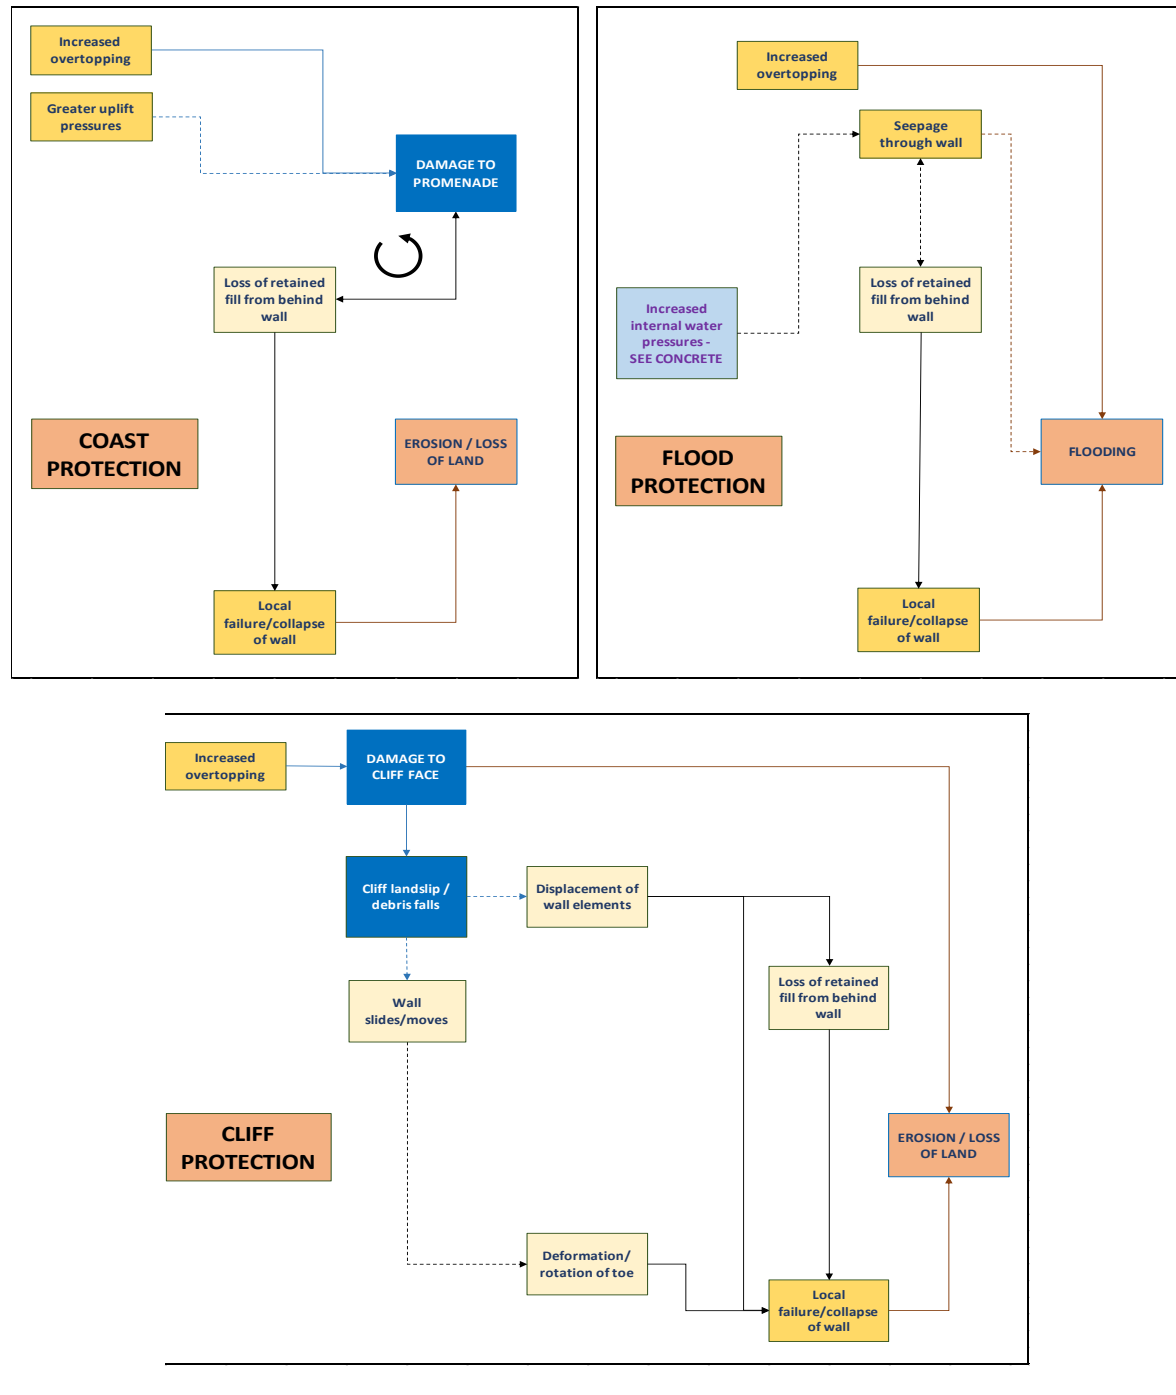 Increased
overtopping
Greater uplift
pressures
DAMAGE TO
PROMENADE
Loss of retained
fill from behind
wall
COAST
PROTECTION
EROSION / LOSS
OF LAND
Local
failure/collapse
of wall
Increased
overtopping
Seepage
through wall
Loss of retained
fill from behind
wall
Increased
internal water
pressures -
SEE CONCRETE
FLOOD
PROTECTION
FLOODING
Local
failure/collapse
of wall
Increased
overtopping
DAMAGE TO
CLIFF FACE
Cliff landslip /
debris falls
Displacement of
wall elements
Loss of retained
fill from behind
wall
Wall
slides/moves
CLIFF
PROTECTION
EROSION / LOSS
OF LAND
Deformation/
rotation of toe
Local
failure/collapse
of wall